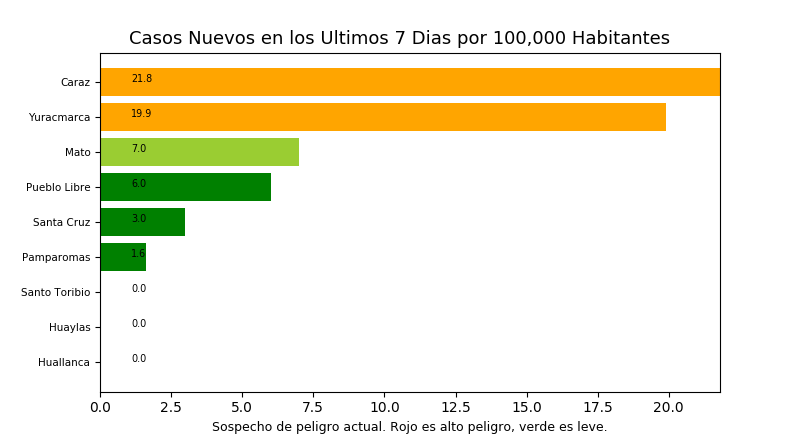 Casos Nuevos en los Ultimos 7 Dias por 100,000 Habitantes
Caraz 21.8
Yuracmarca 19.9
Mato 7.0
Pueblo Libre 6.0
Santa Cruz 3.0
Pamparomas 1.6
Santo Toribio 0.0
Huaylas 0.0
Huallanca 0.0
0.0 2.5 5.0 7.5 10.0 12.5 15.0 17.5 20.0
Sospecho de peligro actual. Rojo es alto peligro, verde es leve.